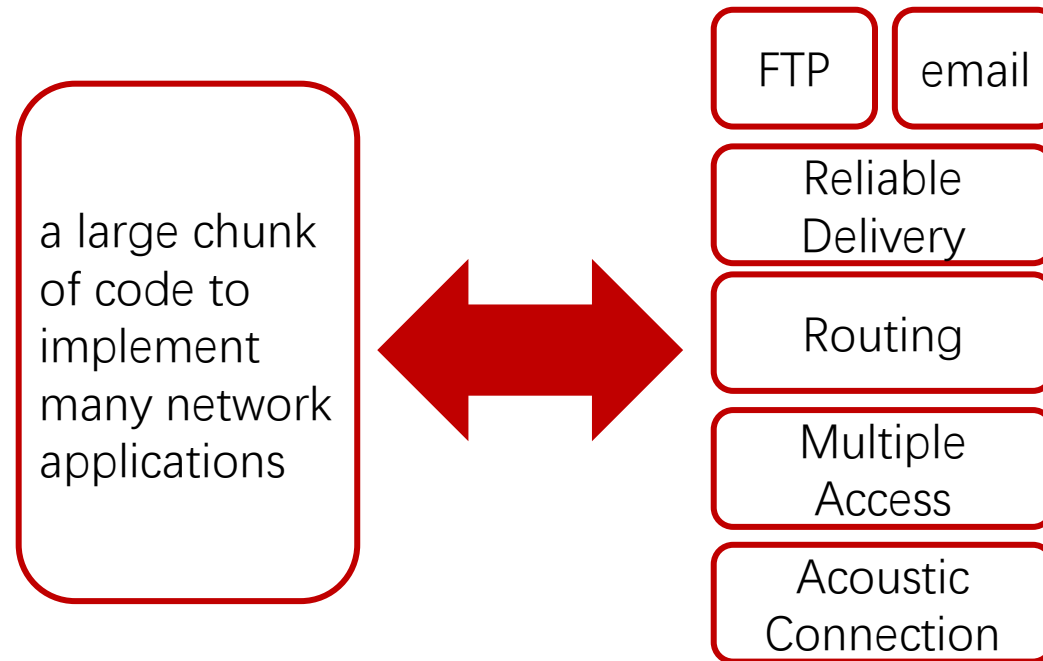 a large chunk
of code to
implement
many network
applications
FTP
email
Reliable
Delivery
Routing
Multiple
Access
Acoustic
Connection